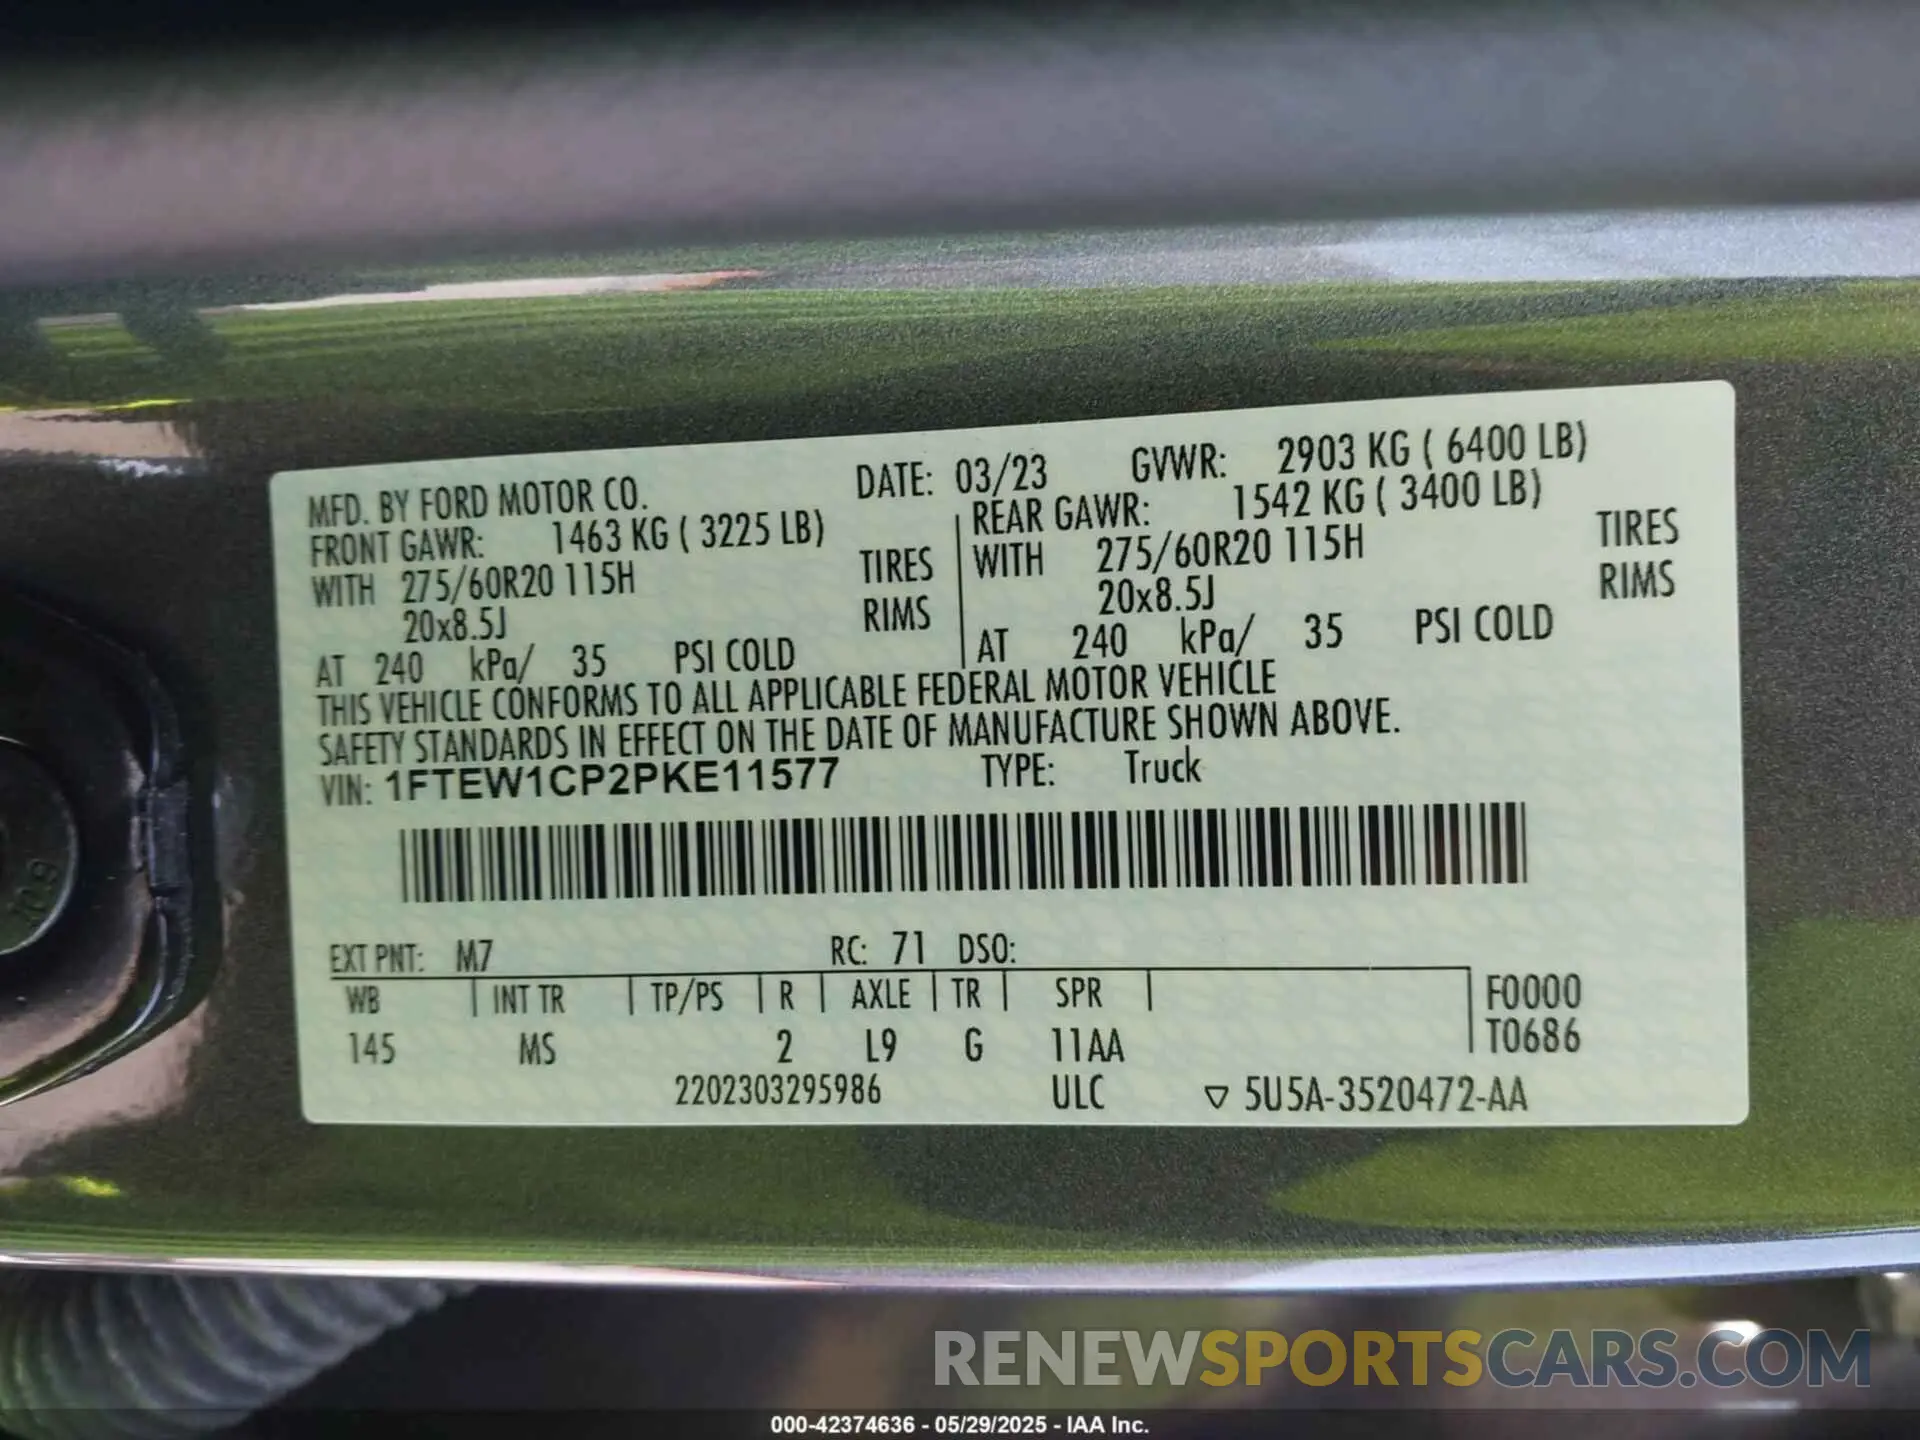 MFD. BY FORD MOTOR CO. DATE: 03/23 GVWR: 2903 KG ( 6400 LB)
FRONT GAWR: 1463 KG ( 3225 LB) REAR GAWR: 1542 KG ( 3400 LB)
WITH 275/60R20 115H TIRES WITH 275/60R20 115H TIRES
20x8.5J RIMS 20x8.5J RIMS
AT 240 kPa/ 35 PSI COLD AT 240 kPa/ 35 PSI COLD
THIS VEHICLE CONFORMS TO ALL APPLICABLE FEDERAL MOTOR VEHICLE
SAFETY STANDARDS IN EFFECT ON THE DATE OF MANUFACTURE SHOWN ABOVE.
VIN: 1FTEW1CP2PKE11577 TYPE: Truck
EXT PNT: M7 RC: 71 DSO:
WB INT TR TP/PS R AXLE TR SPR F0000
145 MS 2 L9 G 11AA T0686
2202303295986 ULC ▽ 5U5A-3520472-AA
10.9
RENEWSPORTSCARS.COM
000-42374636 - 05/29/2025 - IAA Inc.